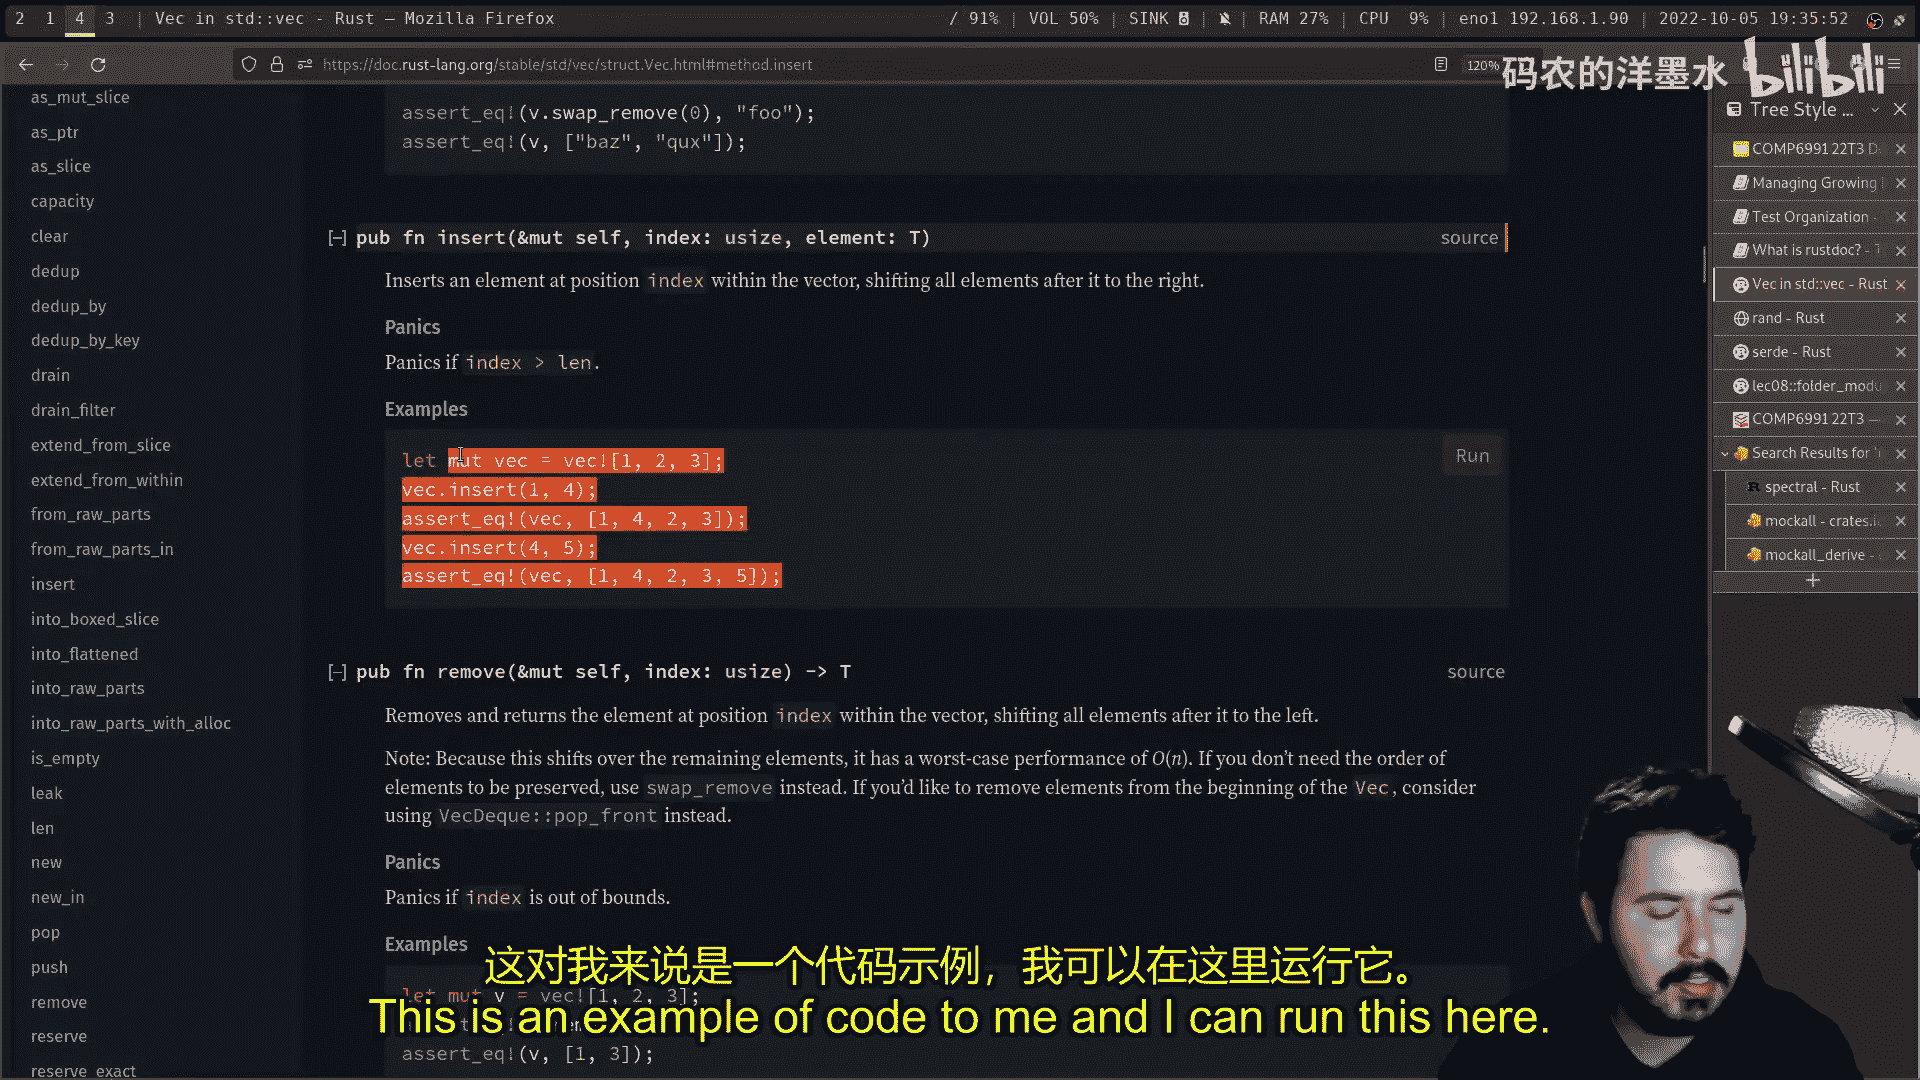 2 1 4 3 | Vec in std::vec - Rust — Mozilla Firefox
/ 91% | VOL 50% | SINK | RAM 27% | CPU 9% | eno1 192.168.1.90 | 2022-10-05 19:35:52
https://doc.rust-lang.org/stable/std/vec/struct.Vec.html#method.insert
120%
码农的洋墨水 bilibili
as_mut_slice
as_ptr
as_slice
capacity
clear
dedup
dedup_by
dedup_by_key
drain
drain_filter
extend_from_slice
extend_from_within
from_raw_parts
from_raw_parts_in
insert
into_boxed_slice
into_flattened
into_raw_parts
into_raw_parts_with_alloc
is_empty
leak
len
new
new_in
pop
push
remove
reserve
reserve_exact
assert_eq!(v.swap_remove(0), "foo");
assert_eq!(v, ["baz", "qux"]);
[-] pub fn insert(&mut self, index: usize, element: T)
source
Inserts an element at position index within the vector, shifting all elements after it to the right.
Panics
Panics if index > len.
Examples
let mut vec = vec![1, 2, 3];
Run
vec.insert(1, 4);
assert_eq!(vec, [1, 4, 2, 3]);
vec.insert(4, 5);
assert_eq!(vec, [1, 4, 2, 3, 5]);
[-] pub fn remove(&mut self, index: usize) -> T
source
Removes and returns the element at position index within the vector, shifting all elements after it to the left.
Note: Because this shifts over the remaining elements, it has a worst-case performance of O(n). If you don’t need the order of
elements to be preserved, use swap_remove instead. If you’d like to remove elements from the beginning of the Vec, consider
using VecDeque::pop_front instead.
Panics
Panics if index is out of bounds.
Examples
let mut v = vec![1, 2, 3];
assert_eq!(v, [1, 3]);
Tree Style ...
COMP6991 22T3
Managing Growing
Test Organization -
What is rustdoc? -
Vec in std::vec - Rust
rand - Rust
serde - Rust
lec08::folder_modu
COMP6991 22T3 —
Search Results for
spectral - Rust
mockall - crates.i
mockall_derive -
这对我来说是一个代码示例，我可以在这里运行它。
This is an example of code to me and I can run this here.